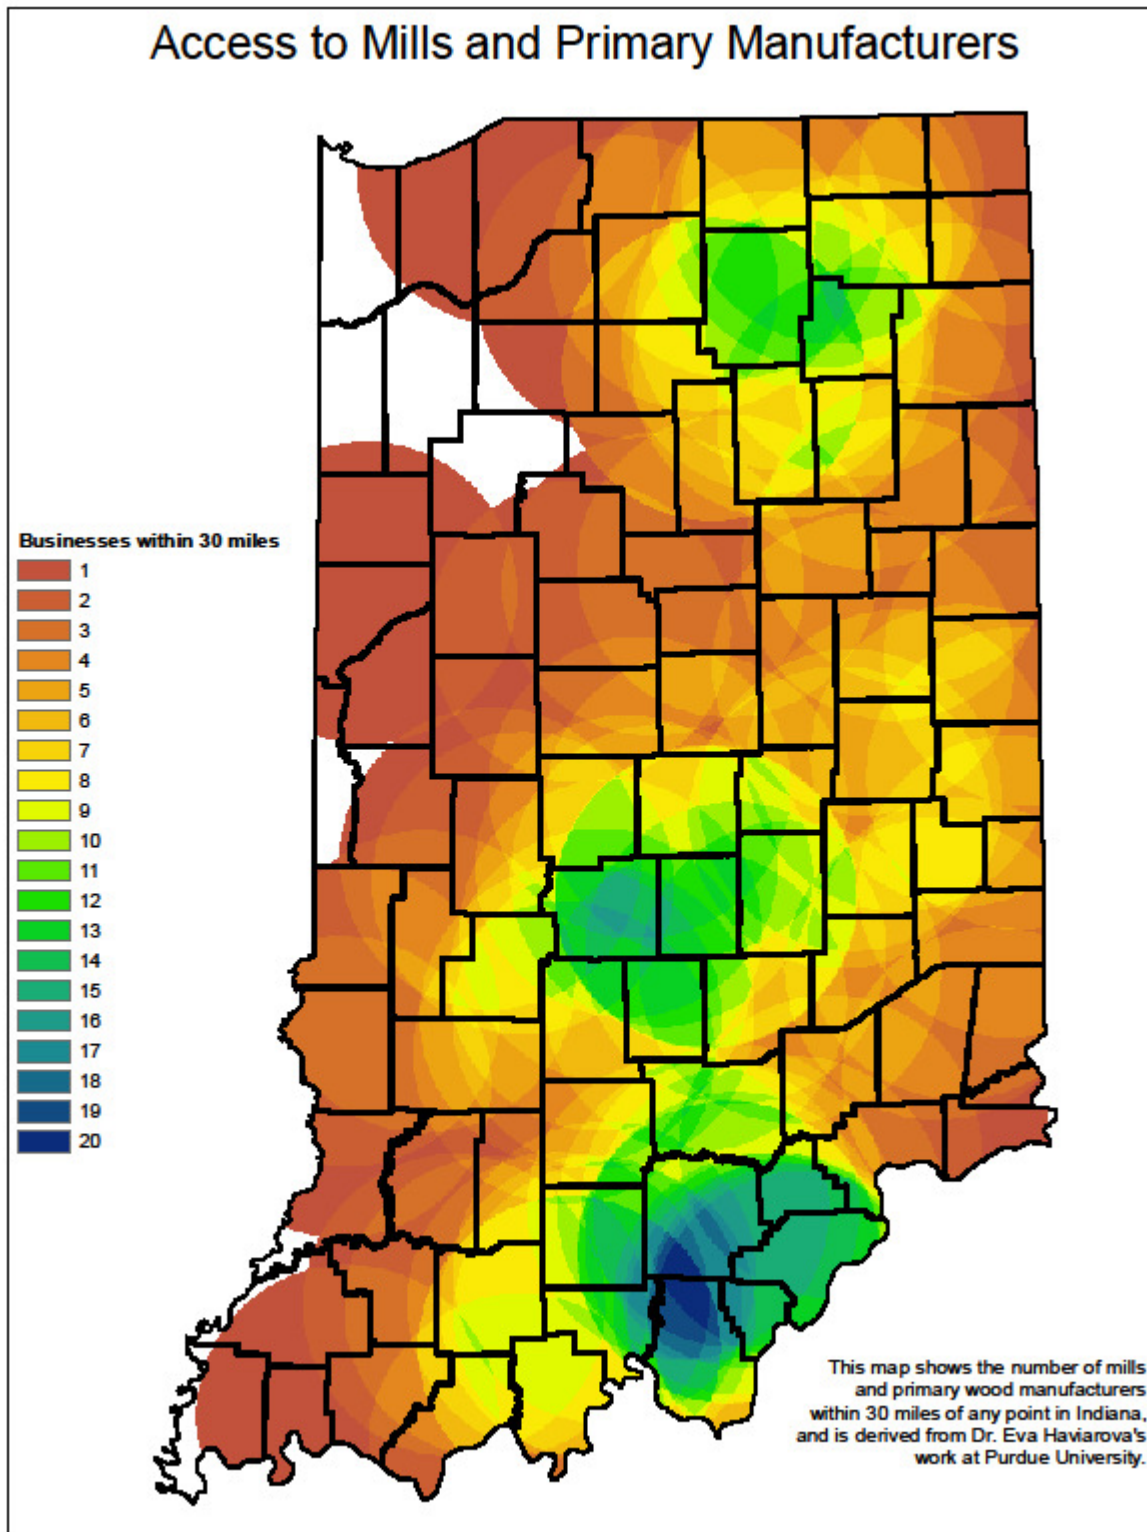 Access to Mills and Primary Manufacturers
Businesses within 30 miles
1
2
3
4
5
6
7
8
9
10
11
12
13
14
15
16
17
18
19
20
This map shows the number of mills
and primary wood manufacturers
within 30 miles of any point in Indiana,
and is derived from Dr. Eva Haviarova's
work at Purdue University.